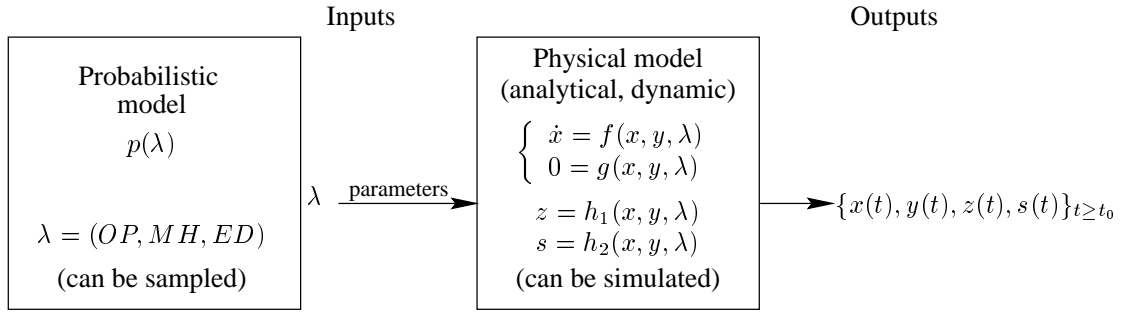 Inputs
Outputs
Probabilistic
model
p(λ)
λ = (OP, MH, ED)
(can be sampled)
λ
parameters
Physical model
(analytical, dynamic)
ẋ = f(x, y, λ)
0 = g(x, y, λ)
z = h₁(x, y, λ)
s = h₂(x, y, λ)
(can be simulated)
{x(t), y(t), z(t), s(t)}ₜ≥ₜ₀